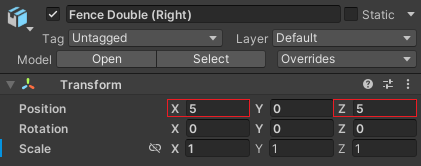 Fence Double (Right) Static
Tag Untagged Layer Default
Model Open Select Overrides
Transform
Position X 5 Y 0 Z 5
Rotation X 0 Y 0 Z 0
Scale X 1 Y 1 Z 1